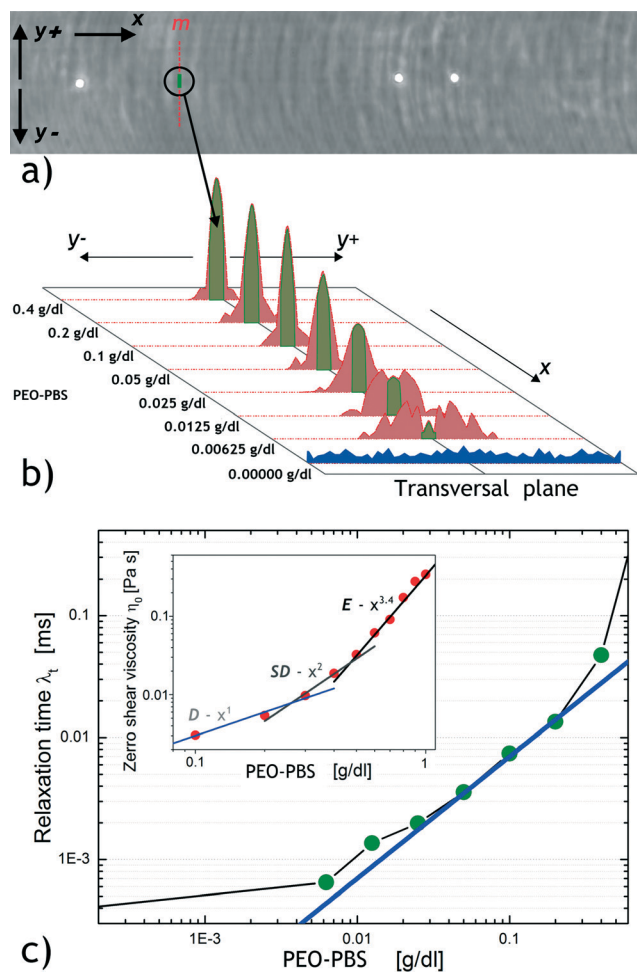 y+
x
m
y-
a)
y-
y+
0.4 g/dl
0.2 g/dl
0.1 g/dl
x
0.05 g/dl
PEO-PBS
0.025 g/dl
0.0125 g/dl
0.00625 g/dl
0.00000 g/dl
b)
Transversal plane
Relaxation time λt [ms]
0.1
0.01
1E-3
Zerro shear viscosity η0 [Pa s]
0.1
0.01
E - x3.4
SD - x2
D - x1
0.1
1
PEO-PBS [g/dl]
1E-3
0.01
0.1
PEO-PBS [g/dl]
c)